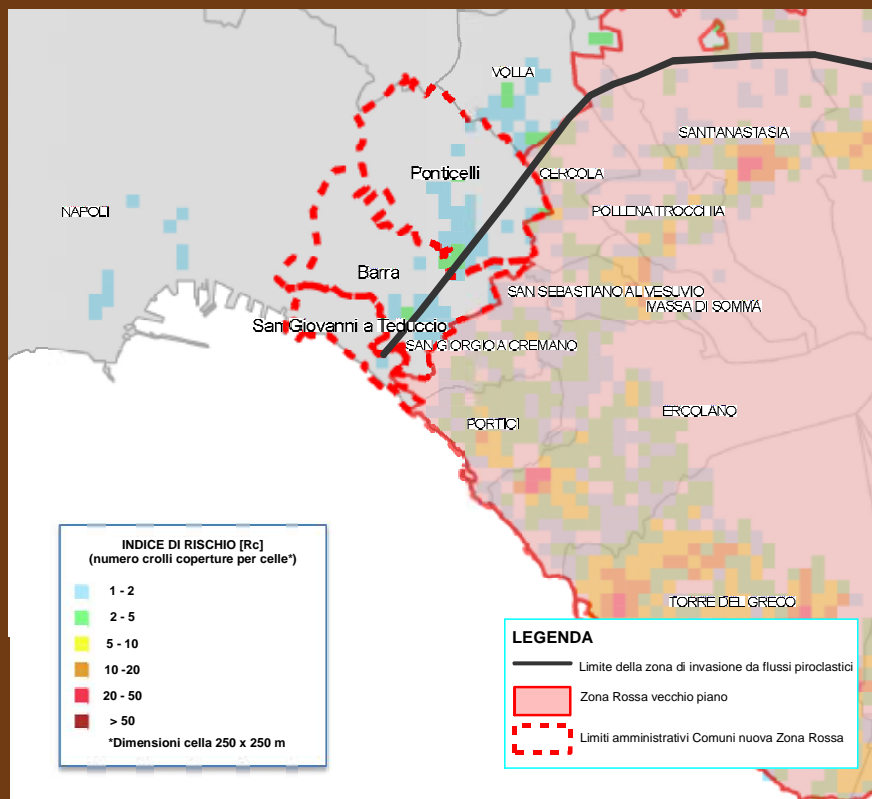 VOLLA
SANT'ANASTASIA
Ponticelli
CERCOLA
NAPOLI
POLLENA TROCCHIA
Barra
SAN SEBASTIANO AL VESUVIO
MASSA DI SOMMA
San Giovanni a Teduccio
SAN GIORGIO A CREMANO
ERCOLANO
PORTICI
TORRE DEL GRECO
INDICE DI RISCHIO [Rc]
(numero crolli coperture per celle*)
1 - 2
2 - 5
5 - 10
10 -20
20 - 50
> 50
*Dimensioni cella 250 x 250 m
LEGENDA
Limite della zona di invasione da flussi piroclastici
Zona Rossa vecchio piano
Limiti amministrativi Comuni nuova Zona Rossa